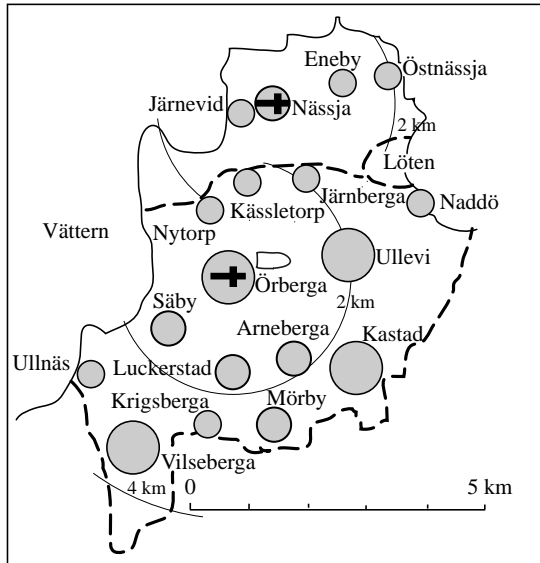 Eneby
Östnässja
Järnevid
Nässja
2 km
Löten
Järnberga
Naddö
Kässletorp
Nytorp
Vättern
Ullevi
Örberga
Säby
2 km
Arneberga
Kastad
Ullnäs
Luckerstad
Krigsberga
Mörby
Vilseberga
4 km
0
5 km